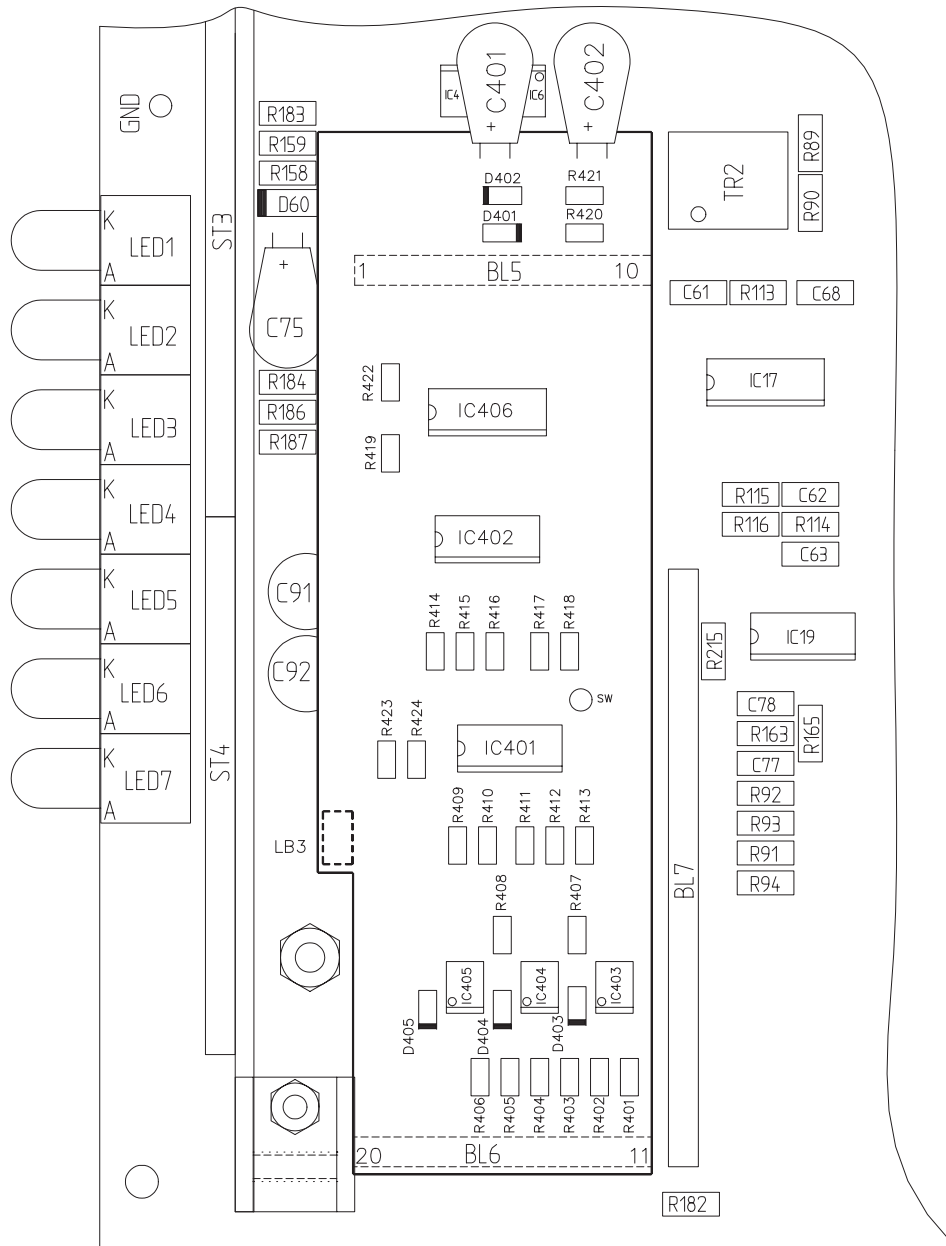 GND
K
A
LED1
K
A
LED2
K
A
LED3
K
A
LED4
K
A
LED5
K
A
LED6
K
A
LED7
ST3
ST4
R183
R159
R158
D60
+
C75
R184
R186
R187
C91
C92
LB3
IC4
IC6
C401
+
C402
+
D402
R421
D401
R420
1
BL5
10
R422
IC406
R419
IC402
R414
R415
R416
R417
R418
SW
R423
R424
IC401
R409
R410
R411
R412
R413
R408
R407
IC405
IC404
IC403
D405
D404
D403
R406
R405
R404
R403
R402
R401
20
BL6
11
TR2
R89
R90
C61
R113
C68
IC17
R115
C62
R116
R114
C63
R215
IC19
C78
R163
R165
C77
R92
R93
R91
R94
BL7
R182